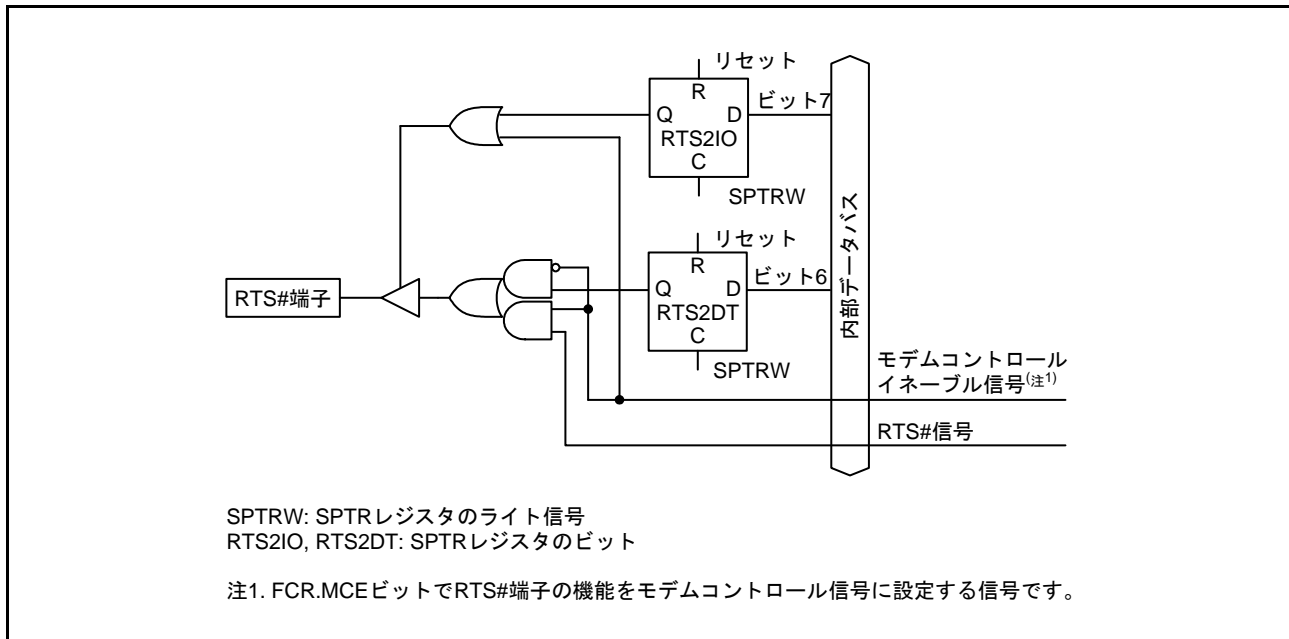 リセット
R
ビット7
Q D
RTS2IO
C
SPTRW
リセット
R
ビット6
Q D
RTS2DT
C
SPTRW
RTS#端子
内部データバス
モデムコントロール
イネーブル信号(注1)
RTS#信号
SPTRW: SPTRレジスタのライト信号
RTS2IO, RTS2DT: SPTRレジスタのビット
注1. FCR.MCEビットでRTS#端子の機能をモデムコントロール信号に設定する信号です。